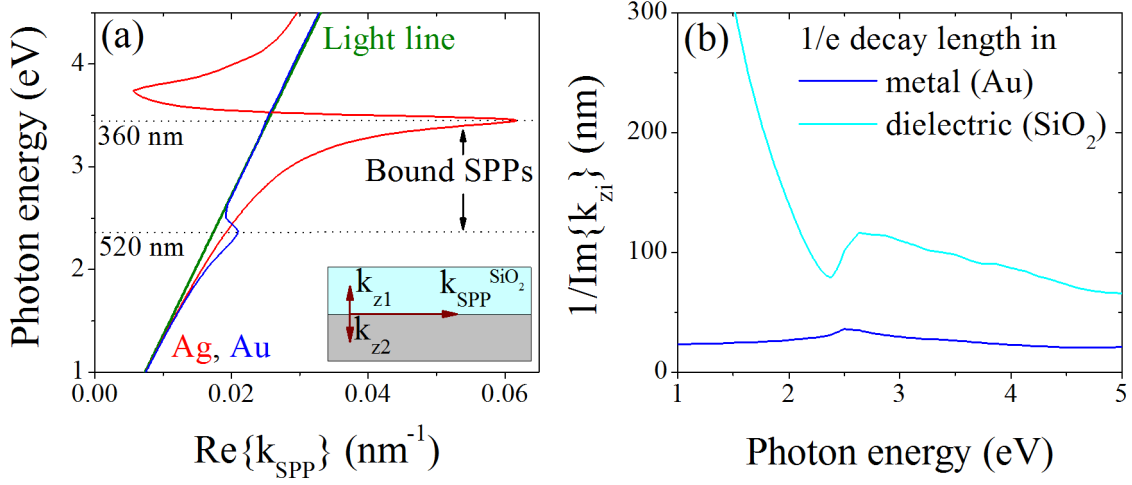 (a)
Light line
360 nm
Bound SPPs
520 nm
k_z1
k_SPP
SiO₂
k_z2
Ag, Au
Photon energy (eV)
4
3
2
1
0.00
0.02
0.04
0.06
Re{k_SPP} (nm⁻¹)
(b)
1/e decay length in
metal (Au)
dielectric (SiO₂)
1/Im{k_zi} (nm)
300
200
100
0
1
2
3
4
5
Photon energy (eV)